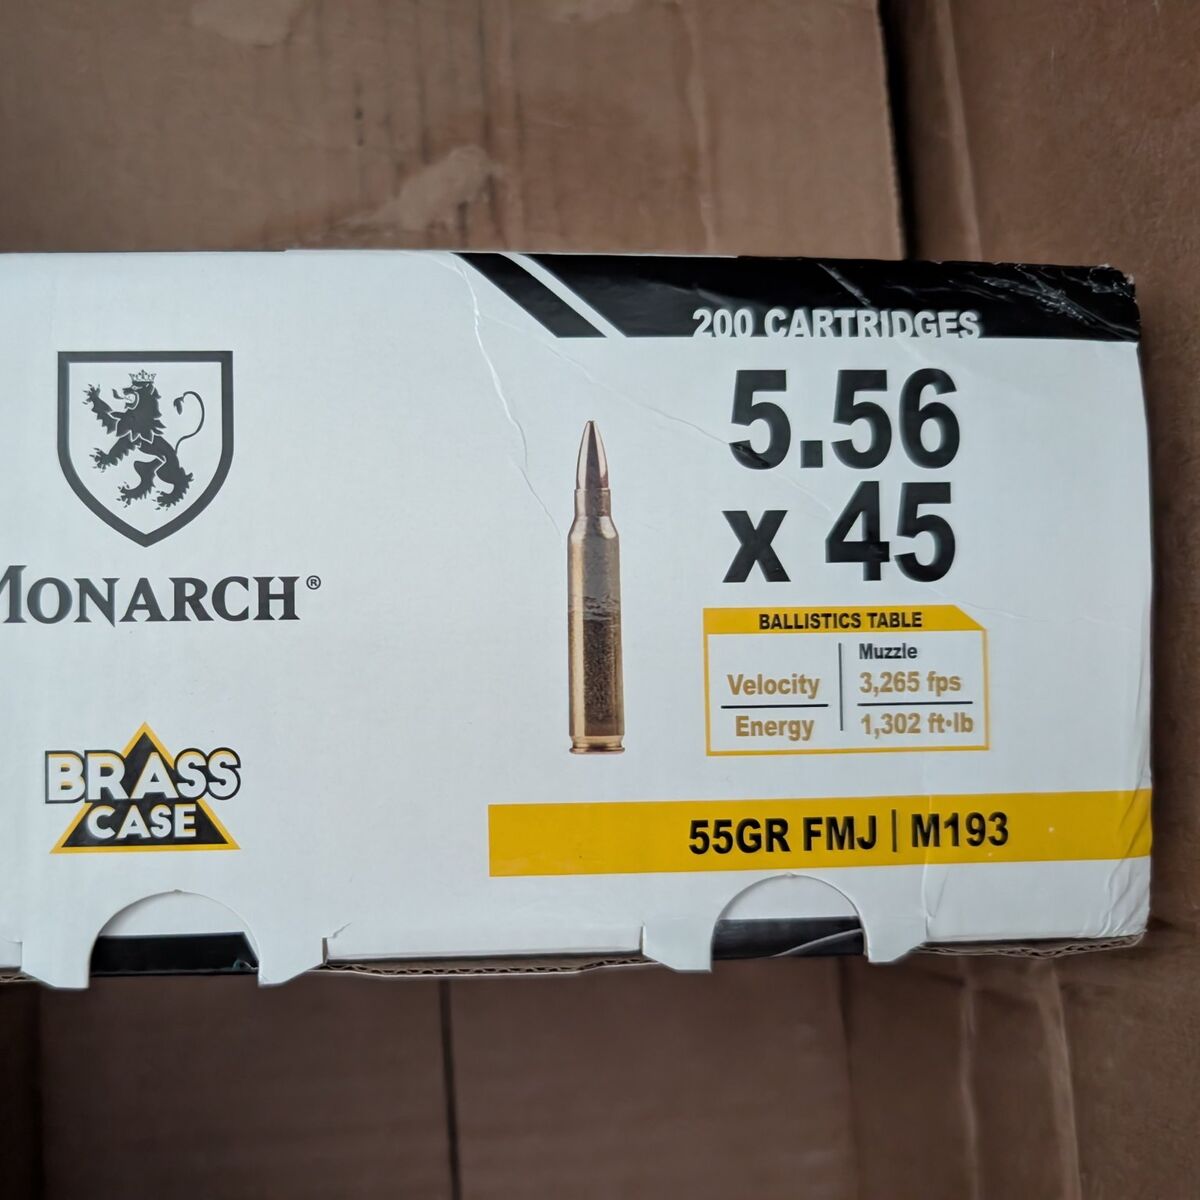 200 CARTRIDGES
5.56
x 45
MONARCH®
BALLISTICS TABLE
Muzzle
Velocity 3,265 fps
Energy 1,302 ft•lb
BRASS
CASE
55GR FMJ | M193